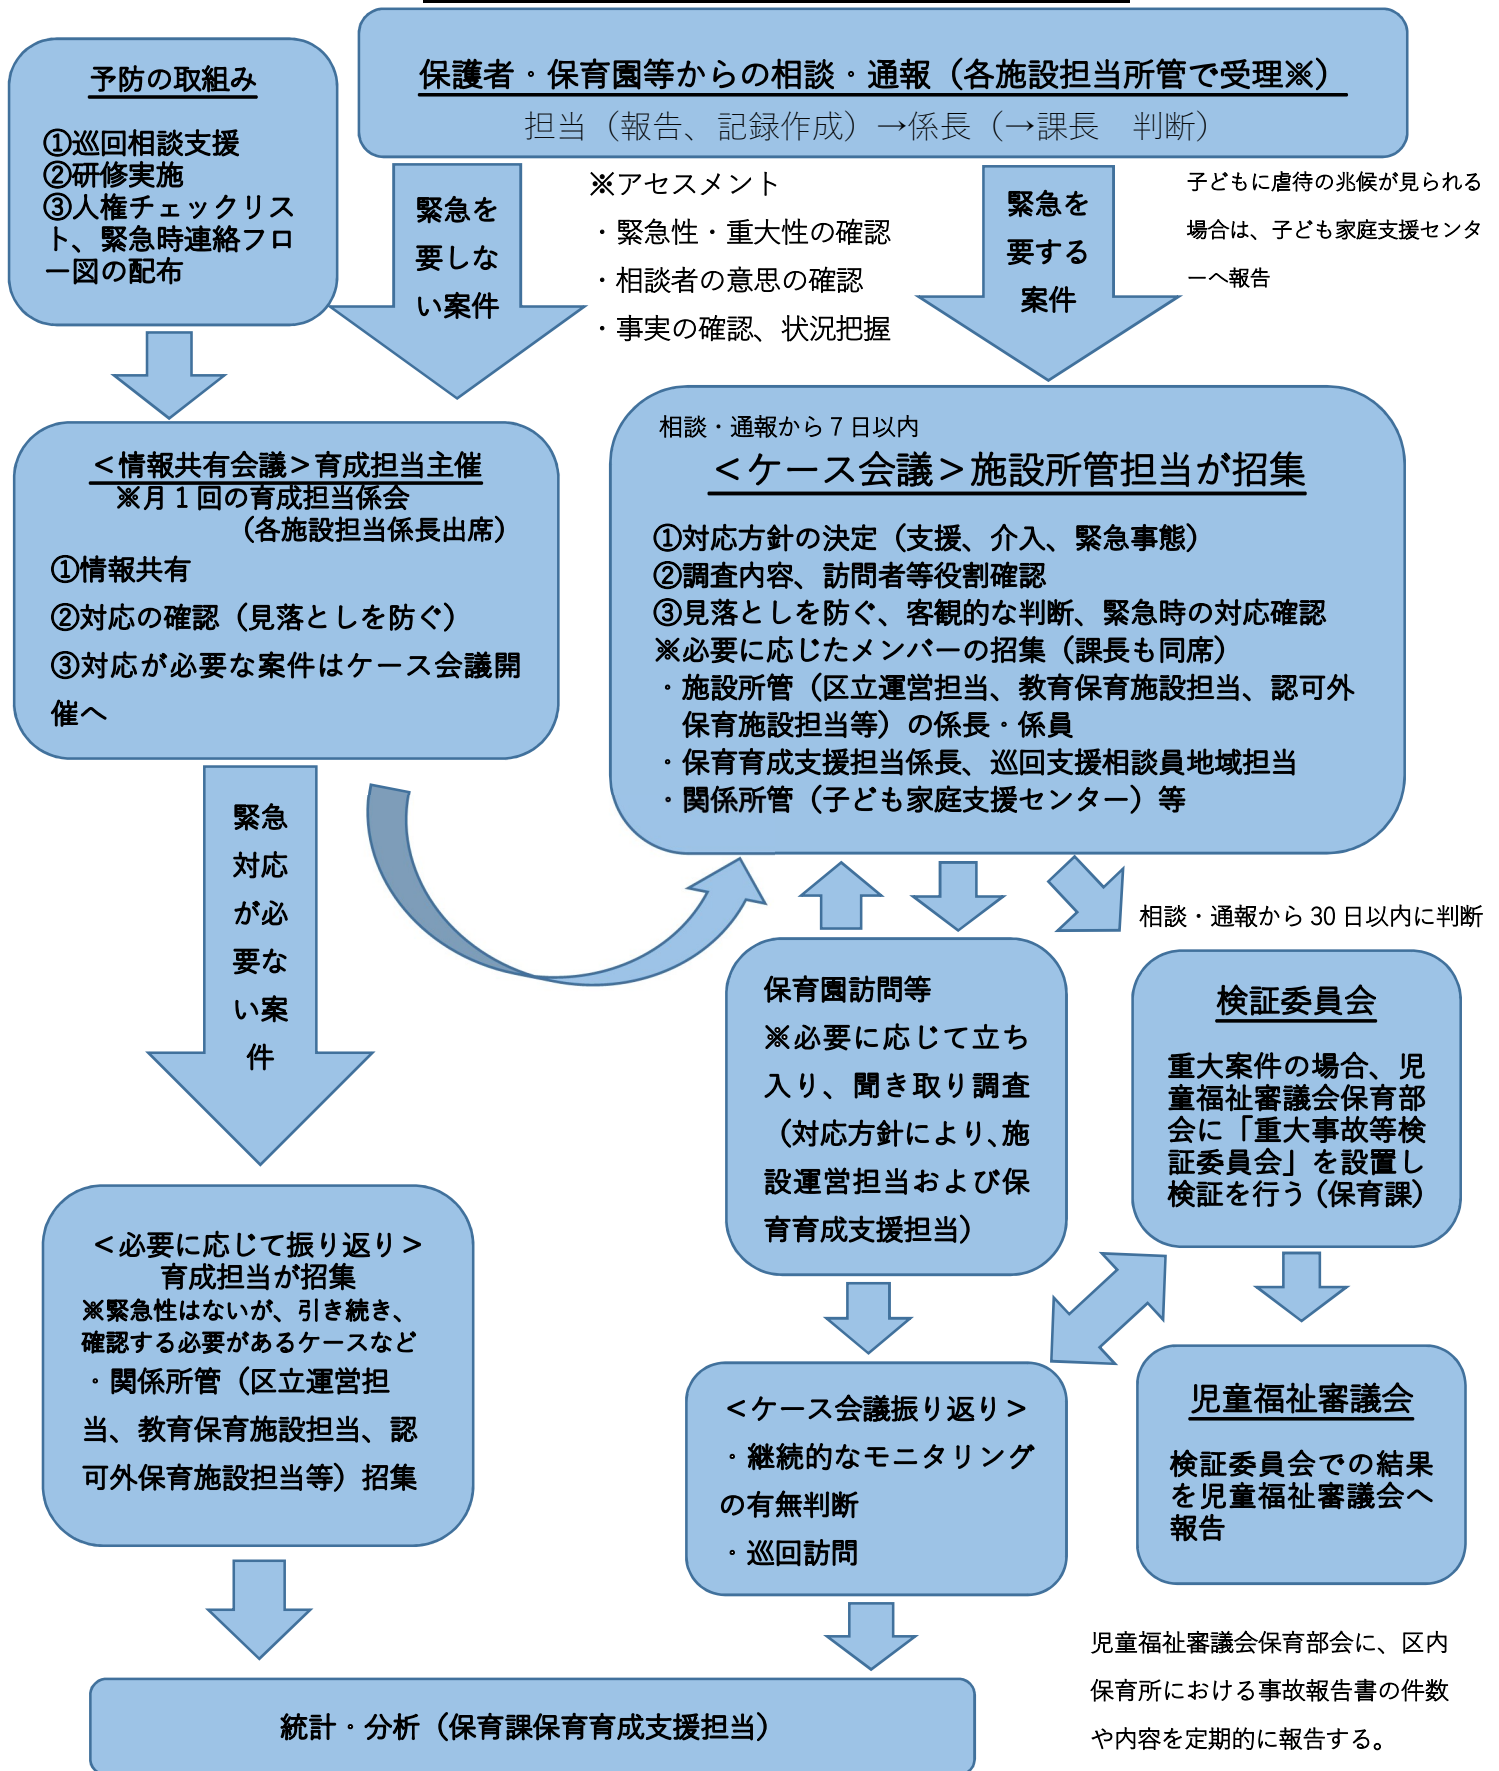 予防の取組み
①巡回相談支援
②研修実施
③人権チェックリス
ト、緊急時連絡フロ
ー図の配布
保護者・保育園等からの相談・通報（各施設担当所管で受理※）
担当（報告、記録作成）→係長（→課長　判断）
緊急を
要しな
い案件
※アセスメント
・緊急性・重大性の確認
・相談者の意思の確認
・事実の確認、状況把握
緊急を
要する
案件
子どもに虐待の兆候が見られる
場合は、子ども家庭支援センタ
ーへ報告
＜情報共有会議＞育成担当主催
※月１回の育成担当係会
（各施設担当係長出席）
①情報共有
②対応の確認（見落としを防ぐ）
③対応が必要な案件はケース会議開
催へ
相談・通報から７日以内
＜ケース会議＞施設所管担当が招集
①対応方針の決定（支援、介入、緊急事態）
②調査内容、訪問者等役割確認
③見落としを防ぐ、客観的な判断、緊急時の対応確認
※必要に応じたメンバーの招集（課長も同席）
・施設所管（区立運営担当、教育保育施設担当、認可外
保育施設担当等）の係長・係員
・保育育成支援担当係長、巡回支援相談員地域担当
・関係所管（子ども家庭支援センター）等
緊急
対応
が必
要な
い案
件
相談・通報から 30 日以内に判断
保育園訪問等
※必要に応じて立ち
入り、聞き取り調査
（対応方針により、施
設運営担当および保
育育成支援担当）
検証委員会
重大案件の場合、児
童福祉審議会保育部
会に「重大事故等検
証委員会」を設置し
検証を行う（保育課）
＜必要に応じて振り返り＞
育成担当が招集
※緊急性はないが、引き続き、
確認する必要があるケースなど
・関係所管（区立運営担
当、教育保育施設担当、認
可外保育施設担当等）招集
＜ケース会議振り返り＞
・継続的なモニタリング
の有無判断
・巡回訪問
児童福祉審議会
検証委員会での結果
を児童福祉審議会へ
報告
統計・分析（保育課保育育成支援担当）
児童福祉審議会保育部会に、区内
保育所における事故報告書の件数
や内容を定期的に報告する。